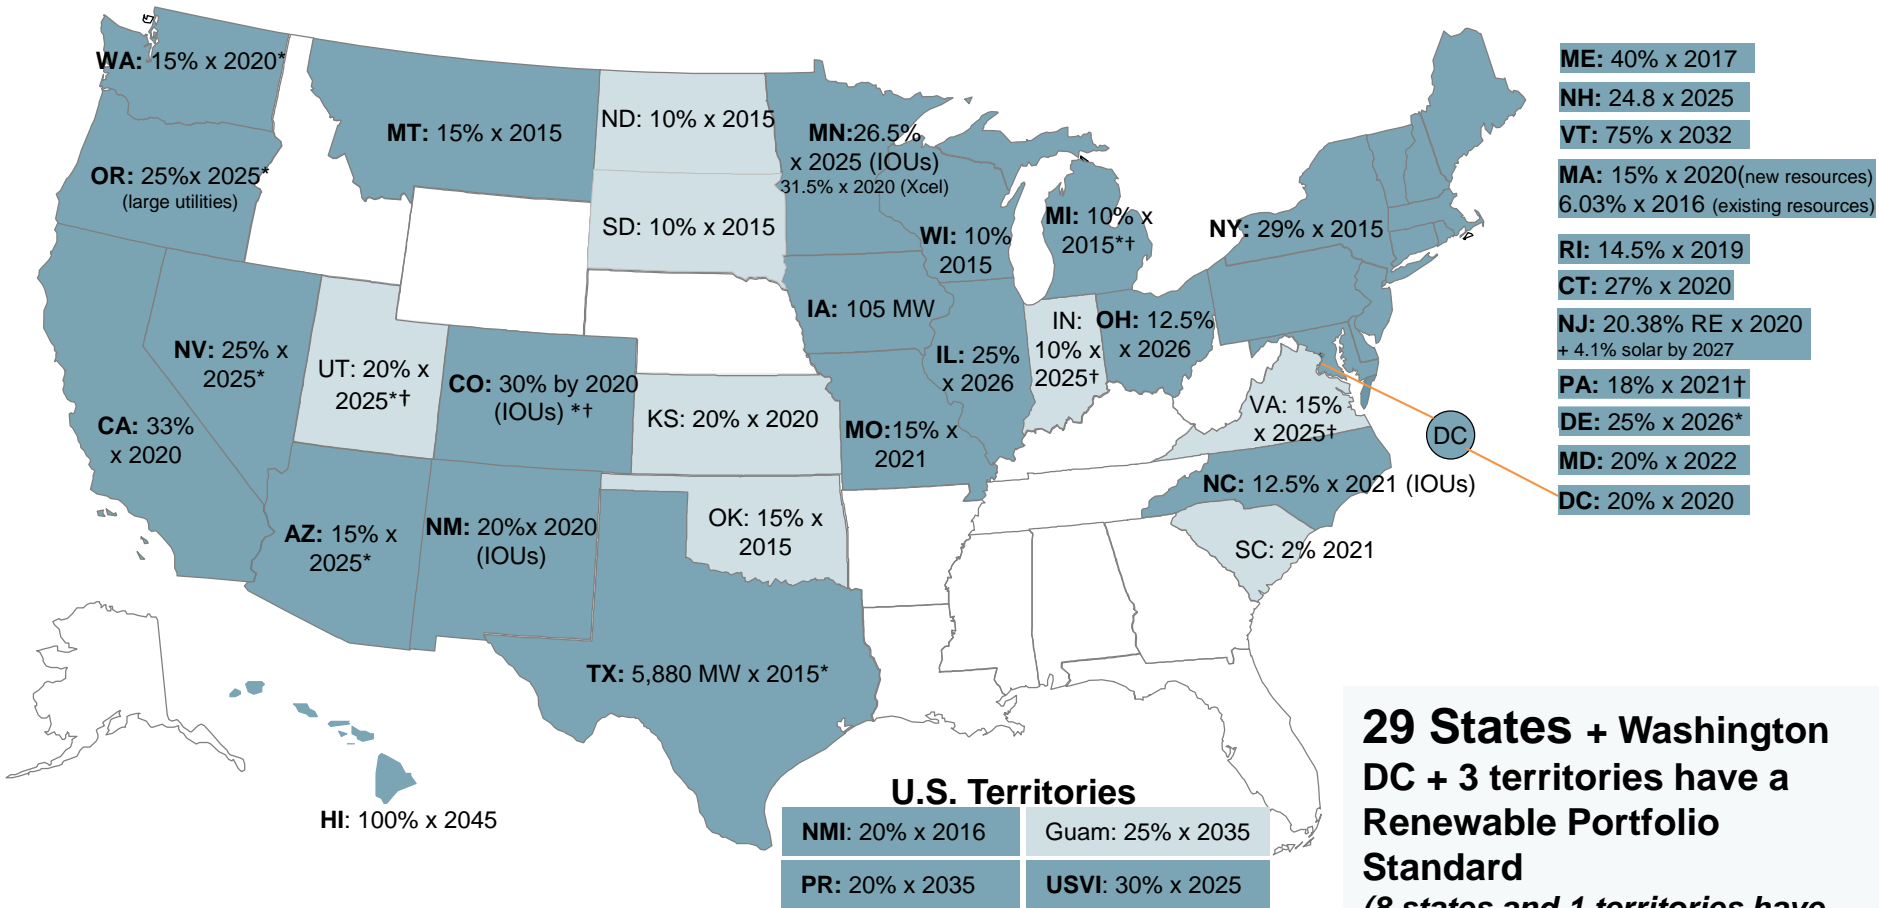 WA: 15% x 2020*
MT: 15% x 2015
ND: 10% x 2015
MN:26.5%
x 2025 (IOUs)
31.5% x 2020 (Xcel)
OR: 25%x 2025*
(large utilities)
SD: 10% x 2015
WI: 10%
2015
MI: 10% x
2015*†
NY: 29% x 2015
IA: 105 MW
NV: 25% x
2025*
UT: 20% x
2025*†
CO: 30% by 2020
(IOUs) *†
IL: 25%
x 2026
IN:
10% x
2025†
OH: 12.5%
x 2026
CA: 33%
x 2020
KS: 20% x 2020
MO:15% x
2021
VA: 15%
x 2025†
DC
NC: 12.5% x 2021 (IOUs)
AZ: 15% x
2025*
NM: 20%x 2020
(IOUs)
OK: 15% x
2015
SC: 2% 2021
TX: 5,880 MW x 2015*
HI: 100% x 2045
ME: 40% x 2017
NH: 24.8 x 2025
VT: 75% x 2032
MA: 15% x 2020(new resources)
6.03% x 2016 (existing resources)
RI: 14.5% x 2019
CT: 27% x 2020
NJ: 20.38% RE x 2020
+ 4.1% solar by 2027
PA: 18% x 2021†
DE: 25% x 2026*
MD: 20% x 2022
DC: 20% x 2020
U.S. Territories
NMI: 20% x 2016
Guam: 25% x 2035
PR: 20% x 2035
USVI: 30% x 2025
29 States + Washington
DC + 3 territories have a
Renewable Portfolio
Standard
(8 states and 1 territories have